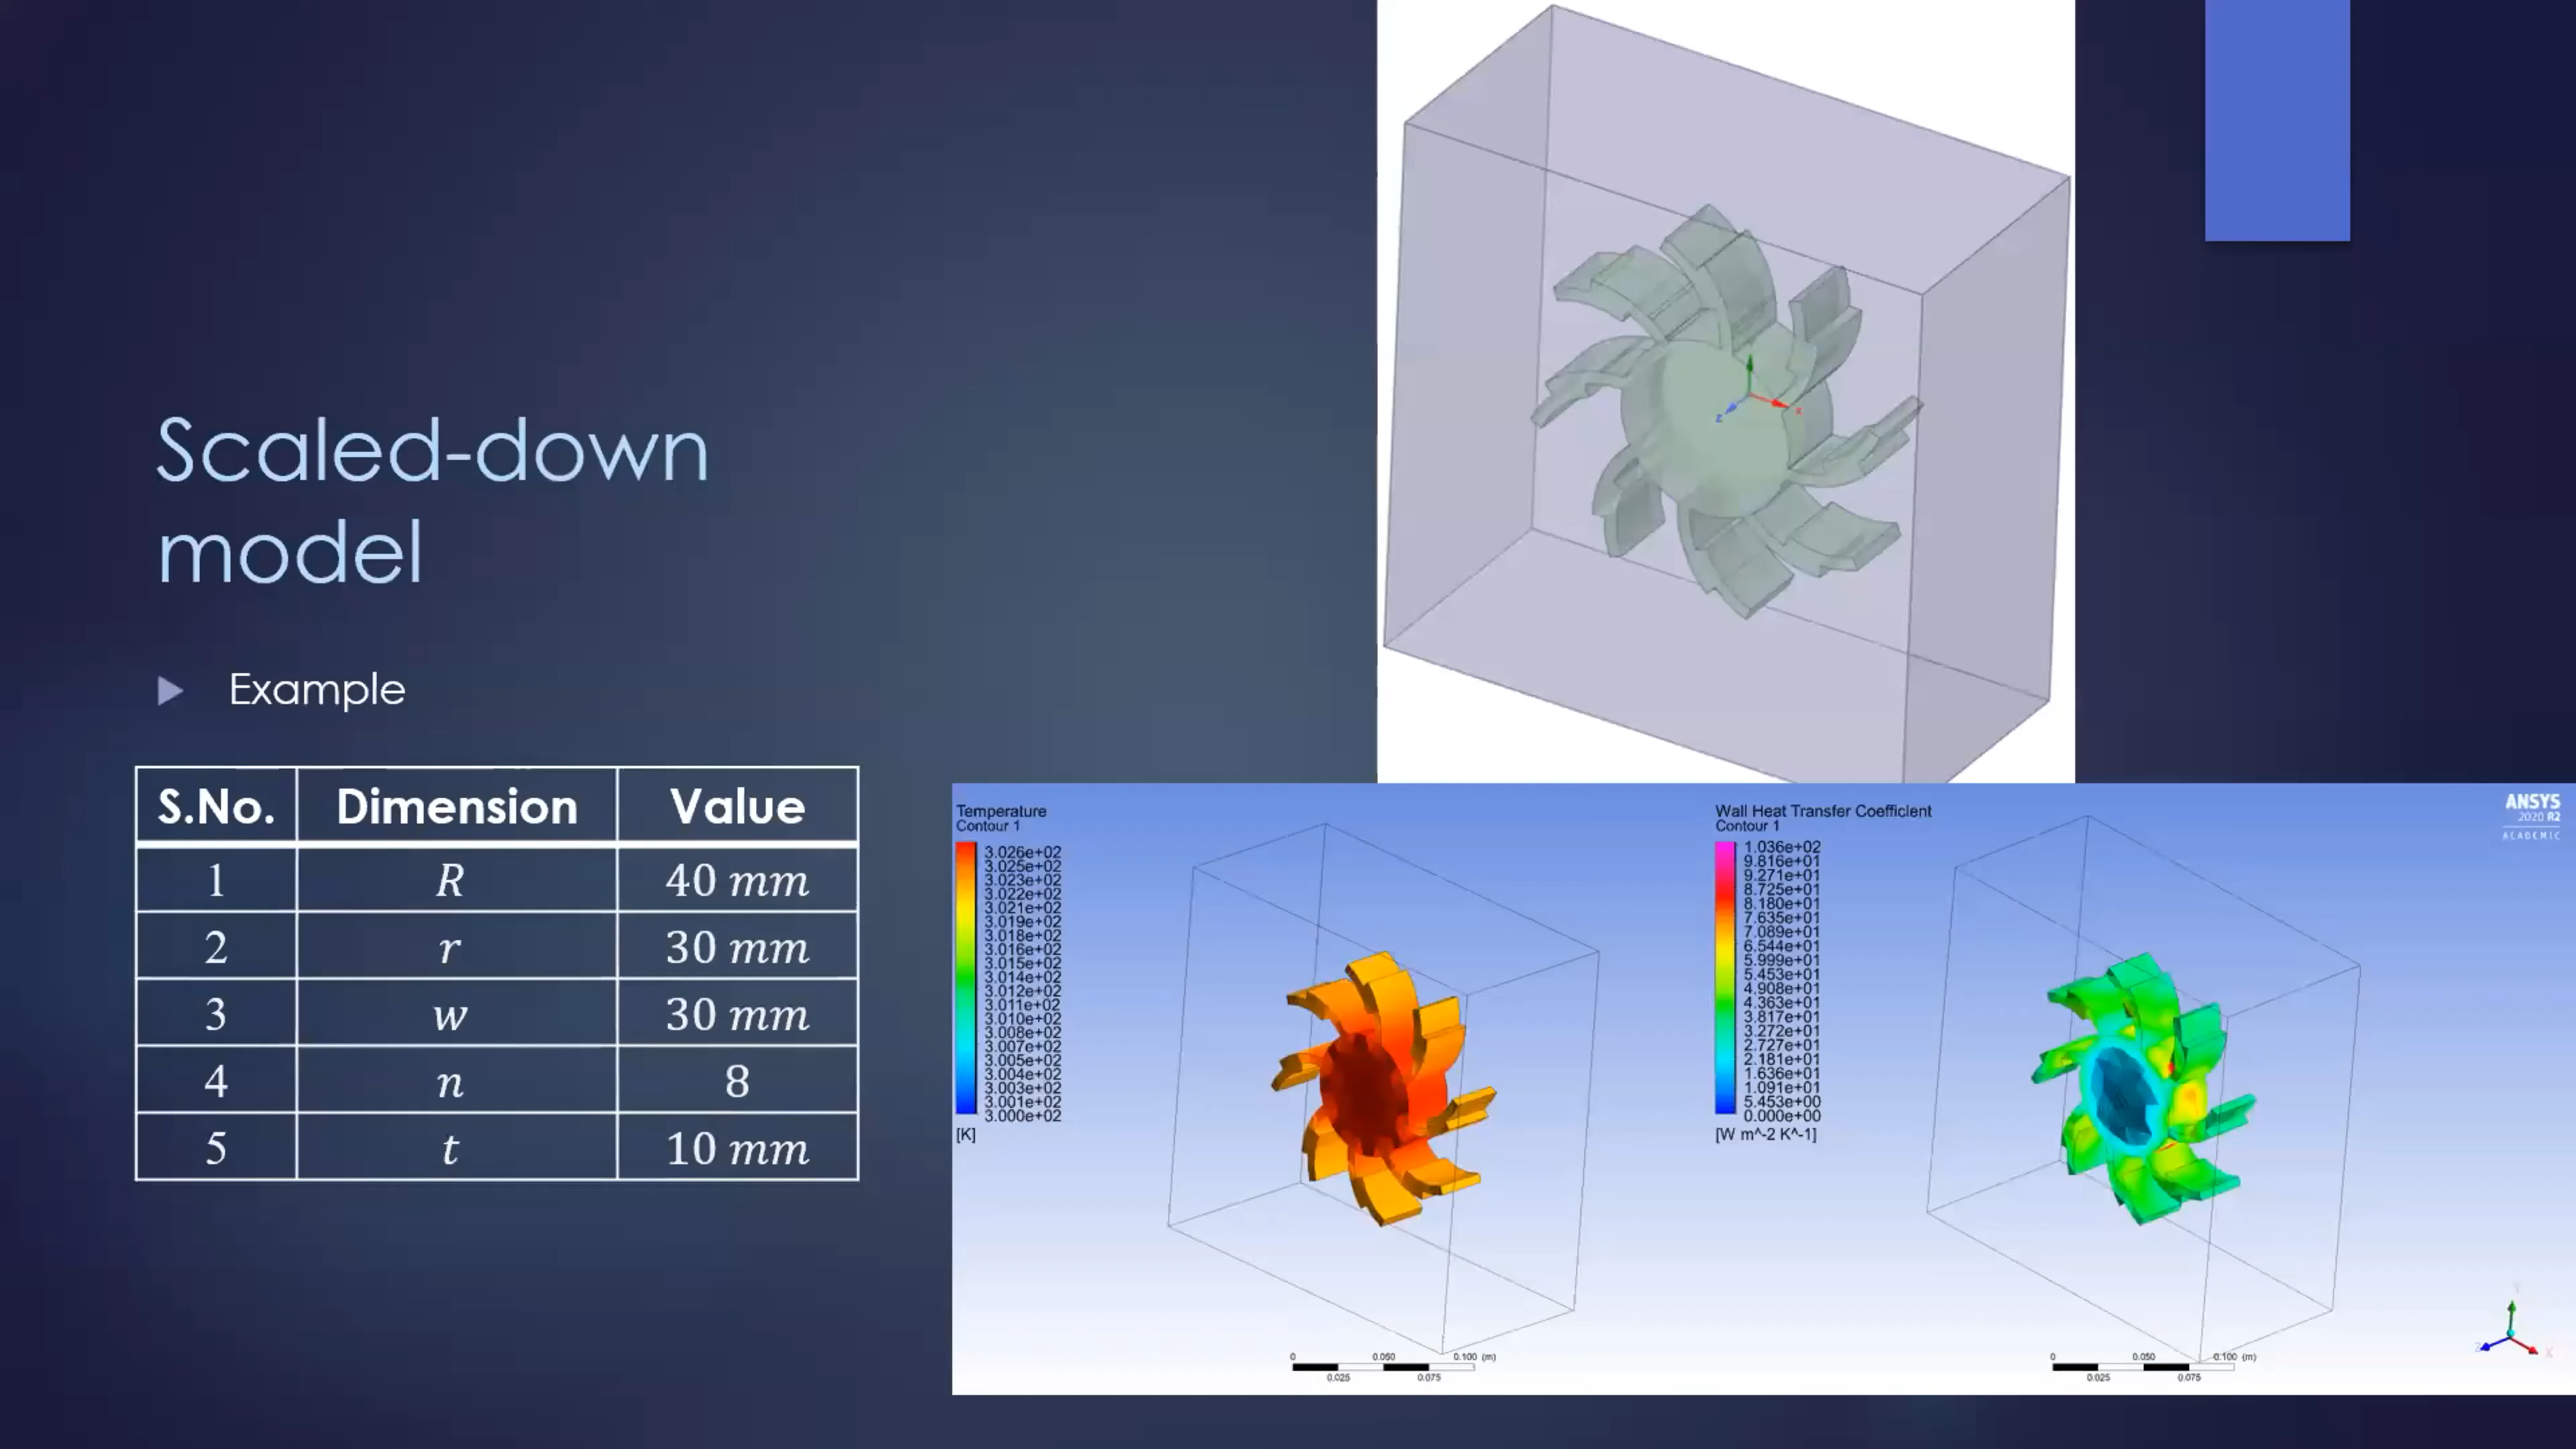 Scaled-down
model
Example
S.No. Dimension Value
1 R 40 mm
2 r 30 mm
3 w 30 mm
4 n 8
5 t 10 mm
Z X
Temperature
Contour 1
3.026e+02
3.025e+02
3.023e+02
3.022e+02
3.021e+02
3.019e+02
3.018e+02
3.016e+02
3.015e+02
3.014e+02
3.012e+02
3.011e+02
3.010e+02
3.008e+02
3.007e+02
3.005e+02
3.004e+02
3.003e+02
3.001e+02
3.000e+02
[K]
0 0.050 0.100 (m)
0.025 0.075
Wall Heat Transfer Coefficient
Contour 1
1.036e+02
9.816e+01
9.271e+01
8.725e+01
8.180e+01
7.635e+01
7.089e+01
6.544e+01
5.999e+01
5.453e+01
4.908e+01
4.363e+01
3.817e+01
3.272e+01
2.727e+01
2.181e+01
1.636e+01
1.091e+01
5.453e+00
0.000e+00
[W m^-2 K^-1]
0 0.050 0.100 (m)
0.025 0.075
ANSYS
2020 R2
ACADEMIC
Y
Z X